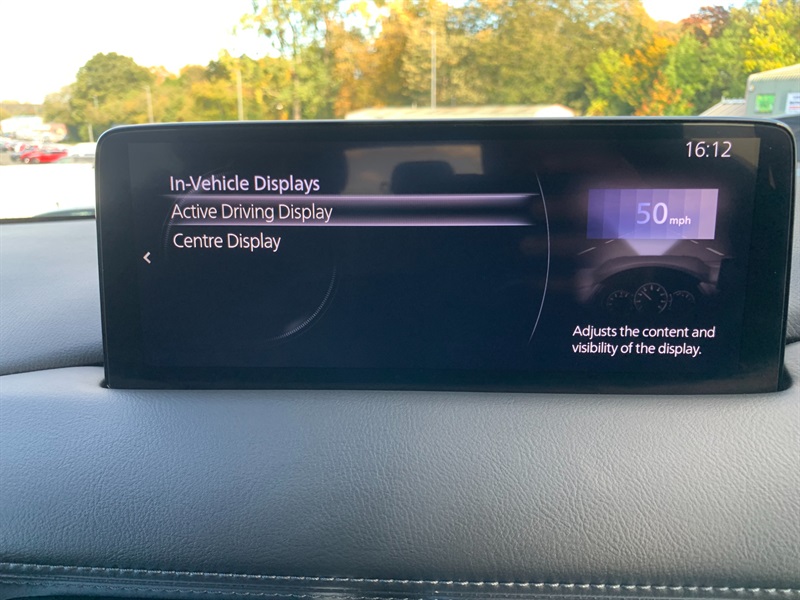 16:12
In-Vehicle Displays
Active Driving Display
Centre Display
50 mph
Adjusts the content and
visibility of the display.